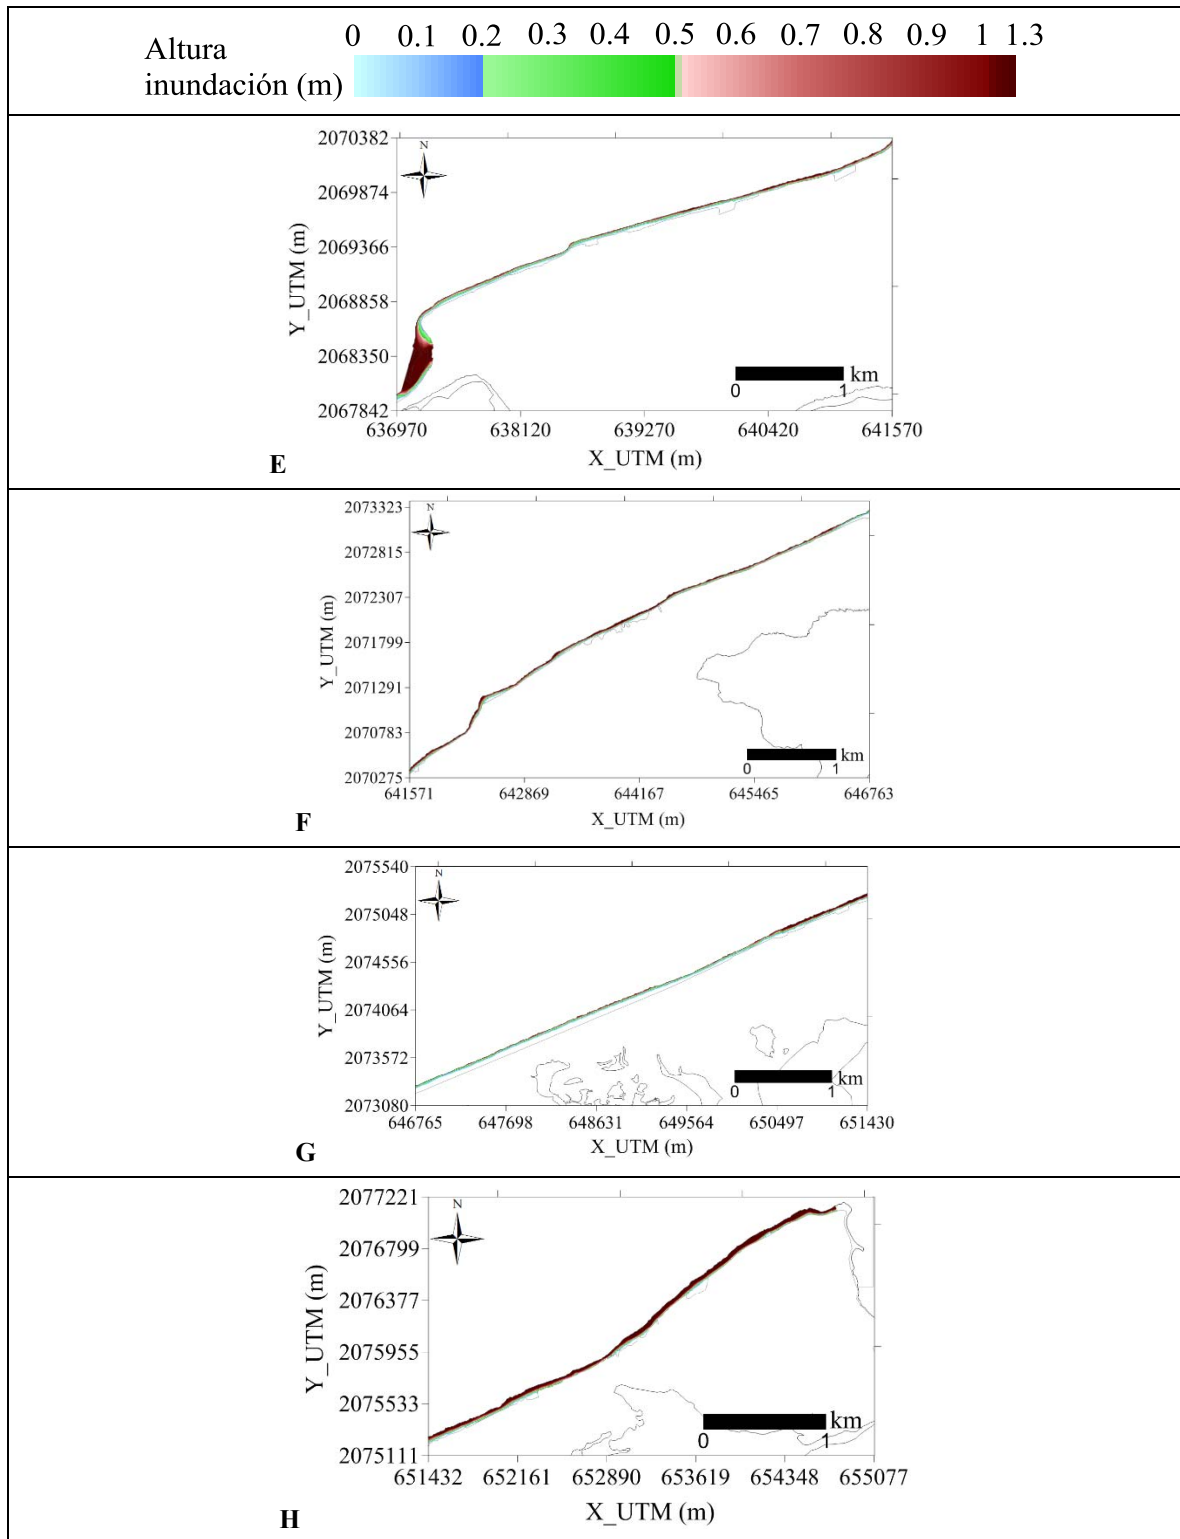 0 0.1 0.2 0.3 0.4 0.5 0.6 0.7 0.8 0.9 1 1.3
Altura
inundación (m)
2070382
N
2069874
2069366
2068858
2068350
2067842
Y_UTM (m)
km
0 1
636970 638120 639270 640420 641570
X_UTM (m)
E
2073323
N
2072815
2072307
2071799
2071291
2070783
2070275
Y_UTM (m)
km
0 1
641571 642869 644167 645465 646763
X_UTM (m)
F
2075540
N
2075048
2074556
2074064
2073572
2073080
Y_UTM (m)
km
0 1
646765 647698 648631 649564 650497 651430
X_UTM (m)
G
2077221
N
2076799
2076377
2075955
2075533
2075111
Y_UTM (m)
km
0 1
651432 652161 652890 653619 654348 655077
X_UTM (m)
H